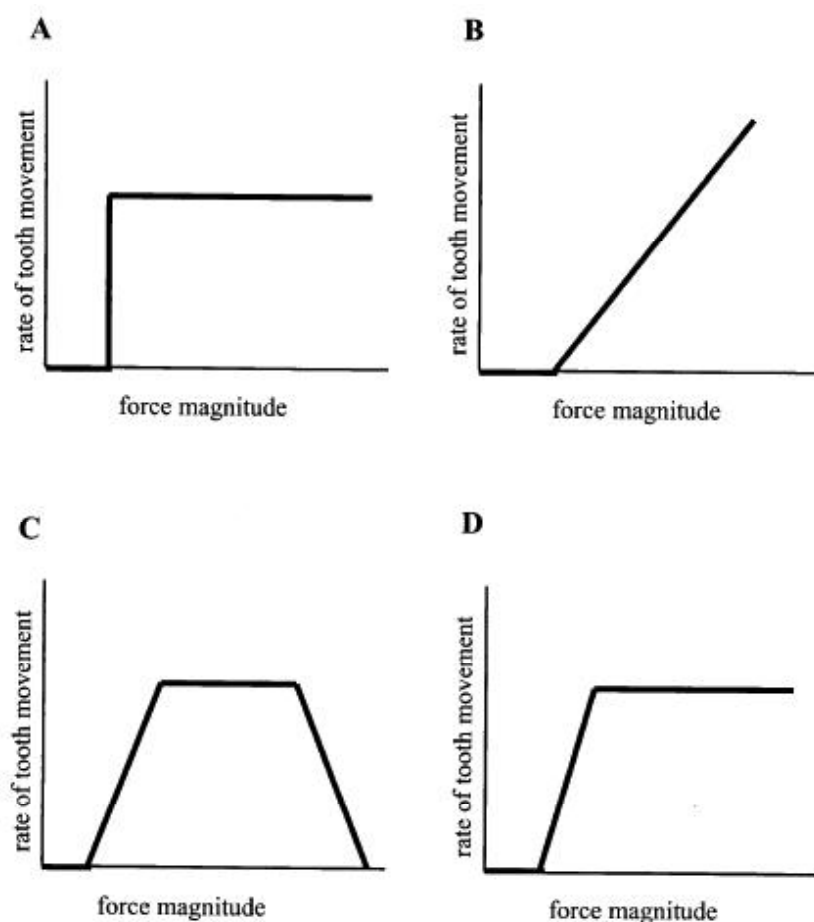 A
rate of tooth movement
force magnitude
B
rate of tooth movement
force magnitude
C
rate of tooth movement
force magnitude
D
rate of tooth movement
force magnitude